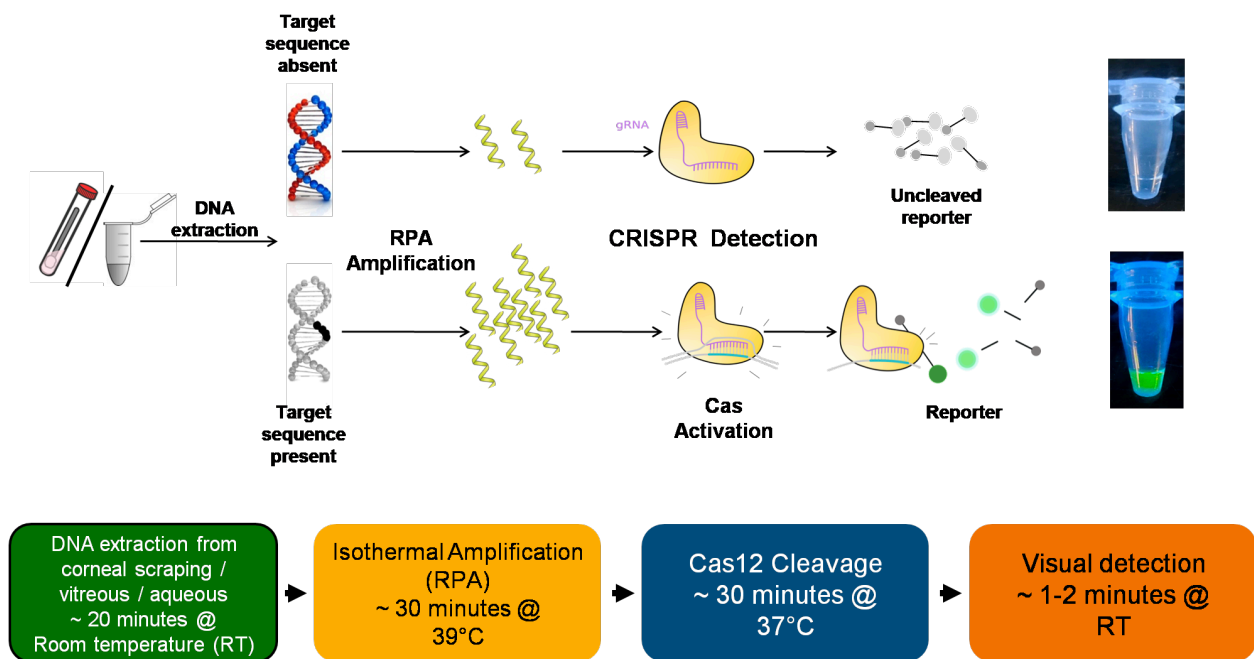 Target
sequence
absent
gRNA
Uncleaved
reporter
DNA
extraction
RPA
Amplification
CRISPR Detection
Target
sequence
present
Cas
Activation
Reporter
DNA extraction from
corneal scraping /
vitreous / aqueous
~ 20 minutes @
Room temperature (RT)
Isothermal Amplification
(RPA)
~ 30 minutes @
39°C
Cas12 Cleavage
~ 30 minutes @
37°C
Visual detection
~ 1-2 minutes @
RT